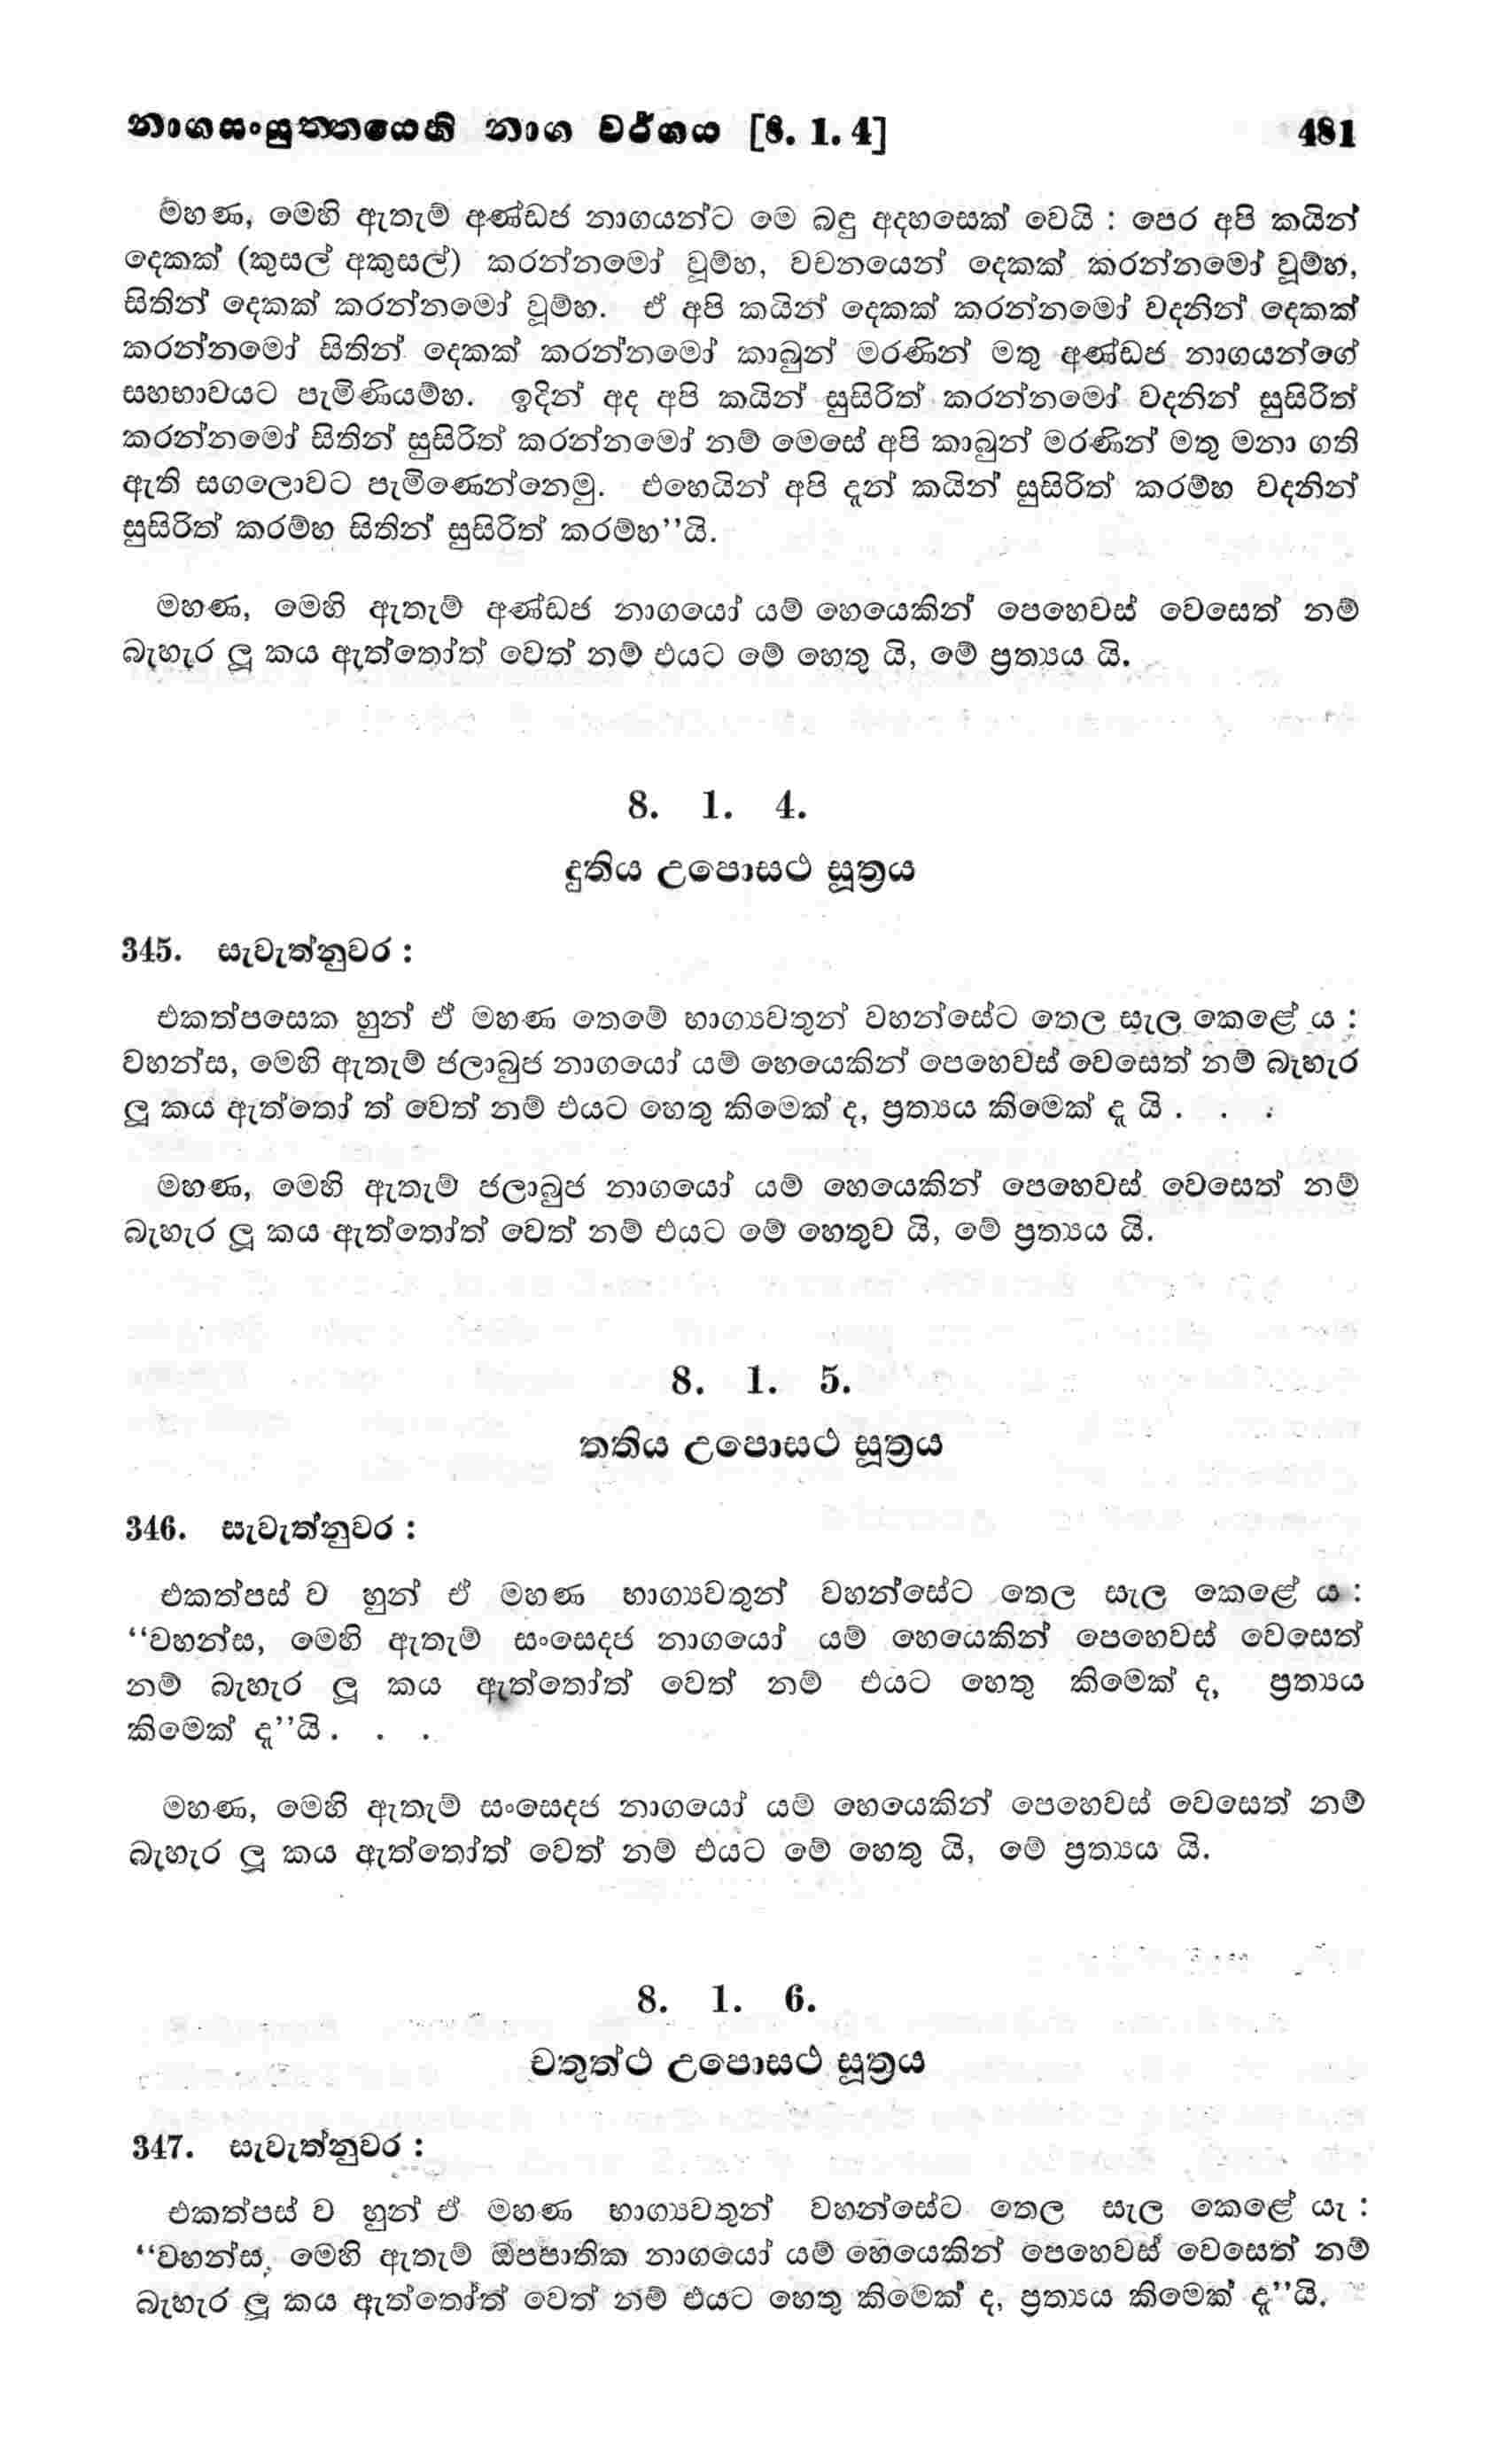 නාගසංයුත්තයෙහි නාග වර්ගය [8. 1. 4] 481
මහණ, මෙහි ඇතැම් අණ්ඩජ නාගයන්ට මෙ බඳු අදහසෙක් වෙයි : පෙර අපි කයින්
දෙකක් (කුසල් අකුසල්) කරන්නමෝ වූම්හ, වචනයෙන් දෙකක් කරන්නමෝ වූම්හ,
සිතින් දෙකක් කරන්නමෝ වූම්හ. ඒ අපි කයින් දෙකක් කරන්නමෝ වදනින් දෙකක්
කරන්නමෝ සිතින් දෙකක් කරන්නමෝ කාබුන් මරණින් මතු අණ්ඩජ නාගයන්ගේ
සහභාවයට පැමිණියම්හ. ඉදින් අද අපි කයින් සුසිරිත් කරන්නමෝ වදනින් සුසිරිත්
කරන්නමෝ සිතින් සුසිරිත් කරන්නමෝ නම් මෙසේ අපි කාබුන් මරණින් මතු මනා ගති
ඇති සගලොවට පැමිණෙන්නෙමු. එහෙයින් අපි දැන් කයින් සුසිරිත් කරම්හ වදනින්
සුසිරිත් කරම්හ සිතින් සුසිරිත් කරම්හ’’යි.
මහණ, මෙහි ඇතැම් අණ්ඩජ නාගයෝ යම් හෙයෙකින් පෙහෙවස් වෙසෙත් නම්
බැහැර ලූ කය ඇත්තෝත් වෙත් නම් එයට මේ හෙතු යි, මේ ප්‍රත්‍යය යි.
8. 1. 4.
දුතිය උපොසථ සූත්‍රය
345. සැවැත්නුවර :
එකත්පසෙක හුන් ඒ මහණ තෙමේ භාග්‍යවතුන් වහන්සේට තෙල සැල කෙළේ ය :
වහන්ස, මෙහි ඇතැම් ජලාබුජ නාගයෝ යම් හෙයෙකින් පෙහෙවස් වෙසෙත් නම් බැහැර
ලූ කය ඇත්තෝ ත් වෙත් නම් එයට හෙතු කිමෙක් ද, ප්‍රත්‍යය කිමෙක් දැ යි . . .
මහණ, මෙහි ඇතැම් ජලාබුජ නාගයෝ යම් හෙයෙකින් පෙහෙවස් වෙසෙත් නම්
බැහැර ලූ කය ඇත්තෝත් වෙත් නම් එයට මේ හෙතුව යි, මේ ප්‍රත්‍යය යි.
8. 1. 5.
තතිය උපොසථ සූත්‍රය
346. සැවැත්නුවර :
එකත්පස් ව හුන් ඒ මහණ භාග්‍යවතුන් වහන්සේට තෙල සැල කෙළේ ය :
‘‘වහන්ස, මෙහි ඇතැම් සංසෙදජ නාගයෝ යම් හෙයෙකින් පෙහෙවස් වෙසෙත්
නම් බැහැර ලූ කය ඇත්තෝත් වෙත් නම් එයට හෙතු කිමෙක් ද, ප්‍රත්‍යය
කිමෙක් දැ’’යි . . .
මහණ, මෙහි ඇතැම් සංසෙදජ නාගයෝ යම් හෙයෙකින් පෙහෙවස් වෙසෙත් නම්
බැහැර ලූ කය ඇත්තෝත් වෙත් නම් එයට මේ හෙතු යි, මේ ප්‍රත්‍යය යි.
8. 1. 6.
චතුත්ථ උපොසථ සූත්‍රය
347. සැවැත්නුවර :
එකත්පස් ව හුන් ඒ මහණ භාග්‍යවතුන් වහන්සේට තෙල සැල කෙළේ යැ :
‘‘වහන්ස, මෙහි ඇතැම් ඔපපාතික නාගයෝ යම් හෙයෙකින් පෙහෙවස් වෙසෙත් නම්
බැහැර ලූ කය ඇත්තෝත් වෙත් නම් එයට හෙතු කිමෙක් ද, ප්‍රත්‍යය කිමෙක් දැ’’යි.